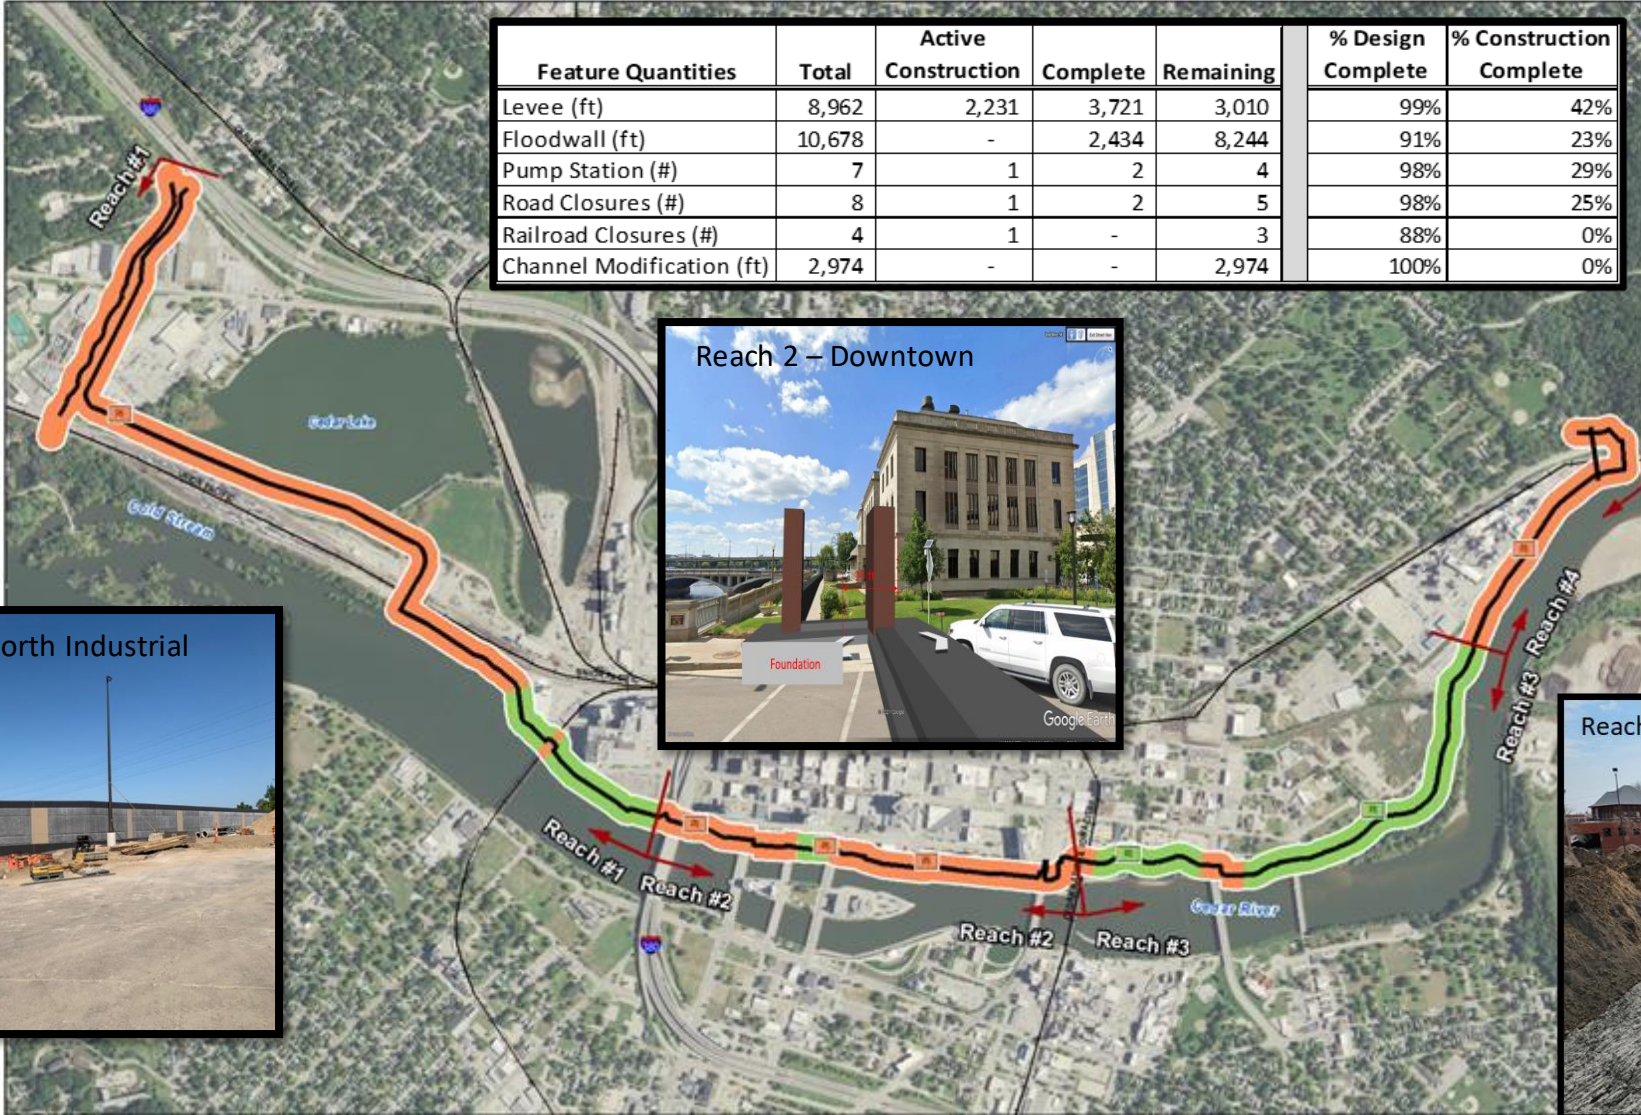 Feature Quantities Total Active Construction Complete Remaining % Design Complete % Construction Complete
Levee (ft) 8,962 2,231 3,721 3,010 99% 42%
Floodwall (ft) 10,678 - 2,434 8,244 91% 23%
Pump Station (#) 7 1 2 4 98% 29%
Road Closures (#) 8 1 2 5 98% 25%
Railroad Closures (#) 4 1 - 3 88% 0%
Channel Modification (ft) 2,974 - - 2,974 100% 0%
Reach #1
Cedar Lake
Reach 2 – Downtown
Foundation
Google Earth
orth Industrial
Reach #1
Reach #2
Reach #2
Reach #3
Cedar River
Reach #3
Reach #4
Reach